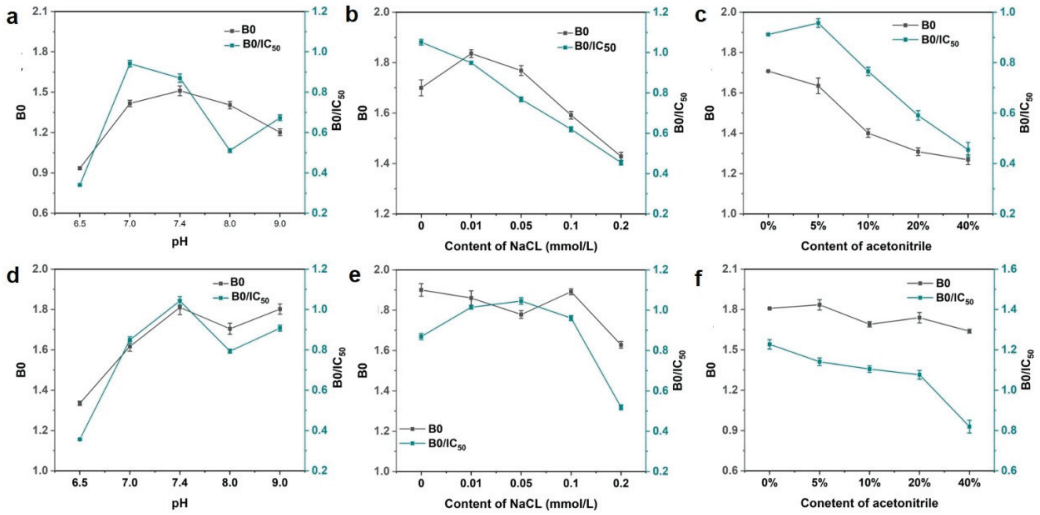 a
1.8
1.5
1.2
0.9
0.6
B0
6.5 7.0 7.4 8.0 9.0
pH
1.2
1.0
0.8
0.6
0.4
0.2
B0/IC50
B0
B0/IC50
b
2.0
1.8
1.6
1.4
1.2
B0
0 0.01 0.05 0.1 0.2
Content of NaCL (mmol/L)
1.2
1.0
0.8
0.6
0.4
0.2
B0/IC50
B0
B0/IC50
c
2.0
1.8
1.6
1.4
1.2
1.0
B0
0% 5% 10% 20% 40%
Content of acetonitrile
1.0
0.8
0.6
0.4
0.2
B0/IC50
B0
B0/IC50
d
2.0
1.8
1.6
1.4
1.2
1.0
B0
6.5 7.0 7.4 8.0 9.0
pH
1.2
1.0
0.8
0.6
0.4
0.2
B0/IC50
B0
B0/IC50
e
2.0
1.9
1.8
1.7
1.6
1.5
1.4
1.3
1.2
1.1
1.0
B0
0 0.01 0.05 0.1 0.2
Content of NaCL (mmol/L)
1.2
1.0
0.8
0.6
0.4
0.2
B0/IC50
B0
B0/IC50
f
2.1
1.8
1.5
1.2
0.9
0.6
B0
0% 5% 10% 20% 40%
Conetent of acetonitrile
1.6
1.4
1.2
1.0
0.8
0.6
B0/IC50
B0
B0/IC50